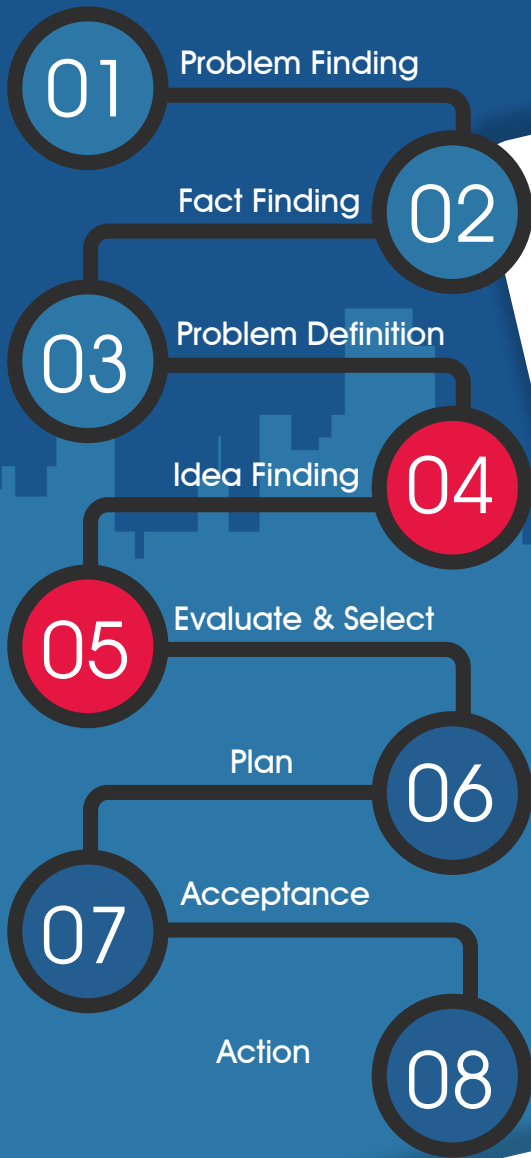 01
Problem Finding
Fact Finding
02
03
Problem Definition
Idea Finding
04
05
Evaluate & Select
Plan
06
07
Acceptance
Action
08